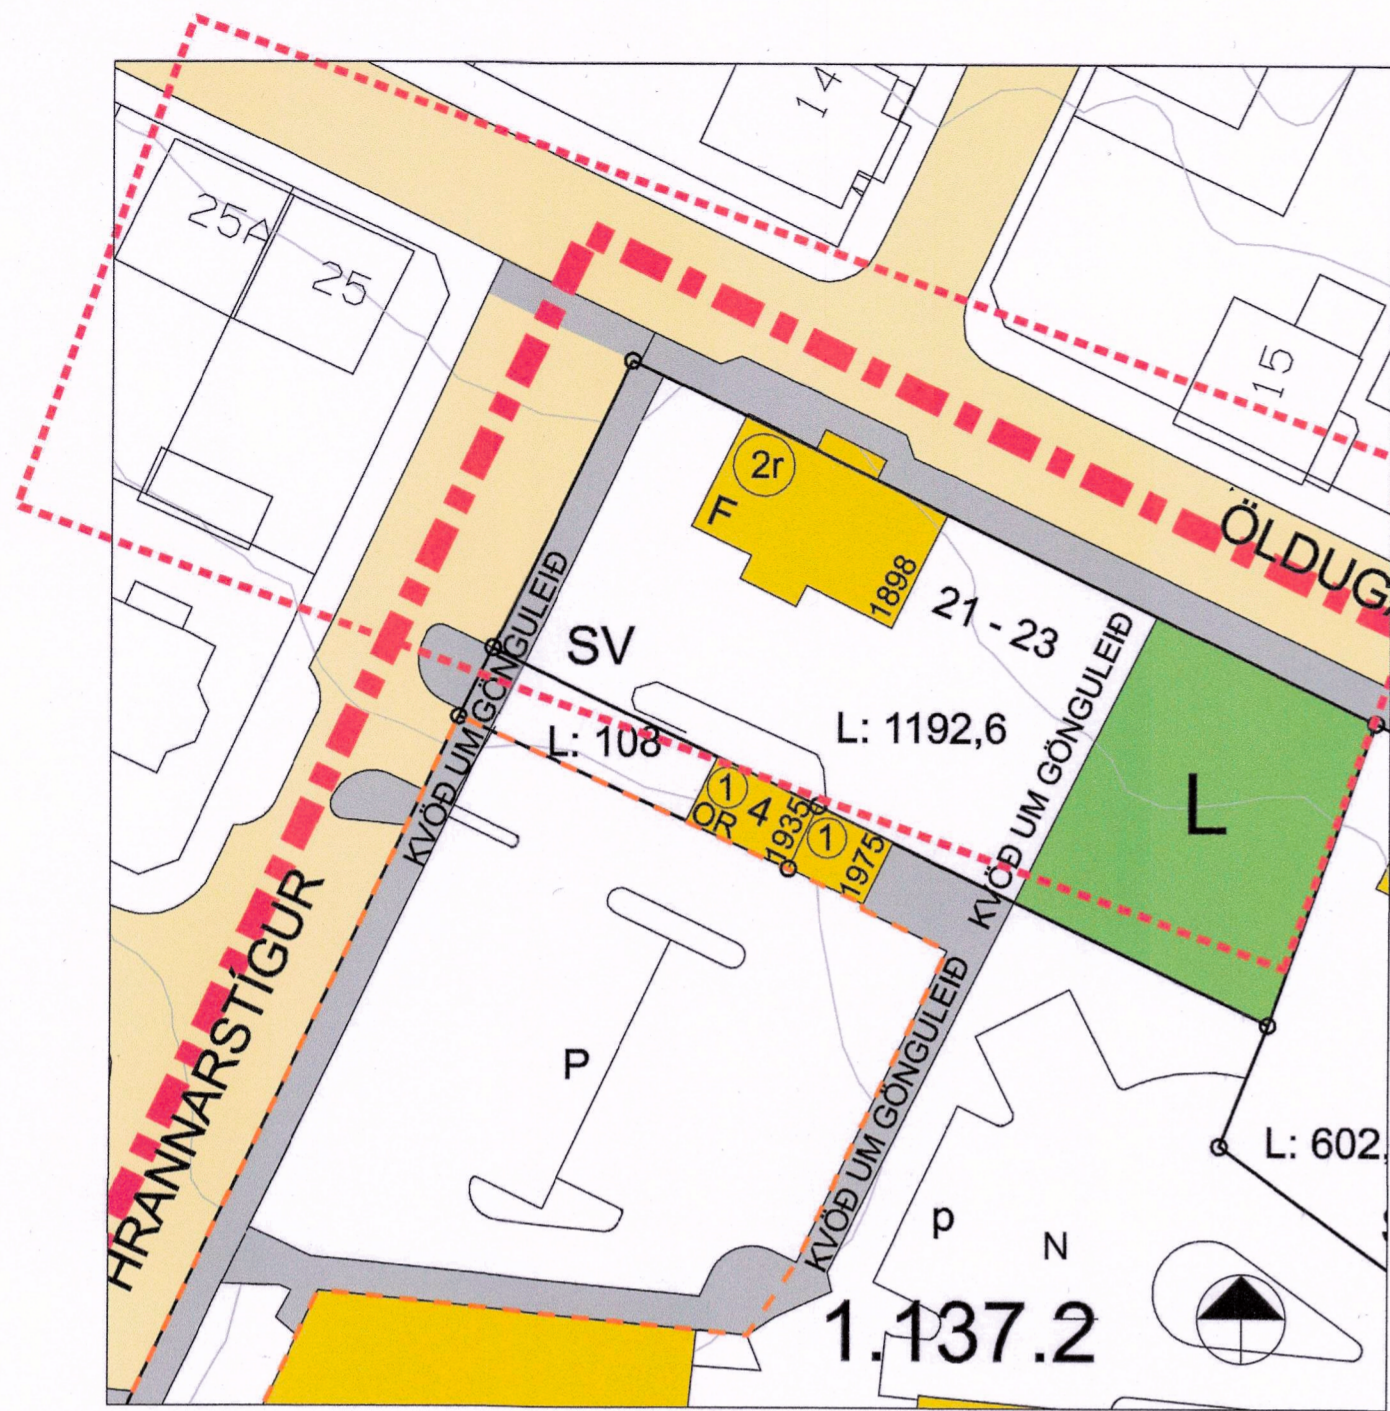 14
25A
25
15
2r
F
1898
ÖLDUG
21 - 23
KVÖÐ UM GÖNGULEIÐ
SV
L: 108
L: 1192,6
KVÖÐ UM GÖNGULEIÐ
L
1
OR
4
1935
1
1975
HRANNARSTÍGUR
P
KVÖÐ UM GÖNGULEIÐ
L: 602,
p
N
1.137.2